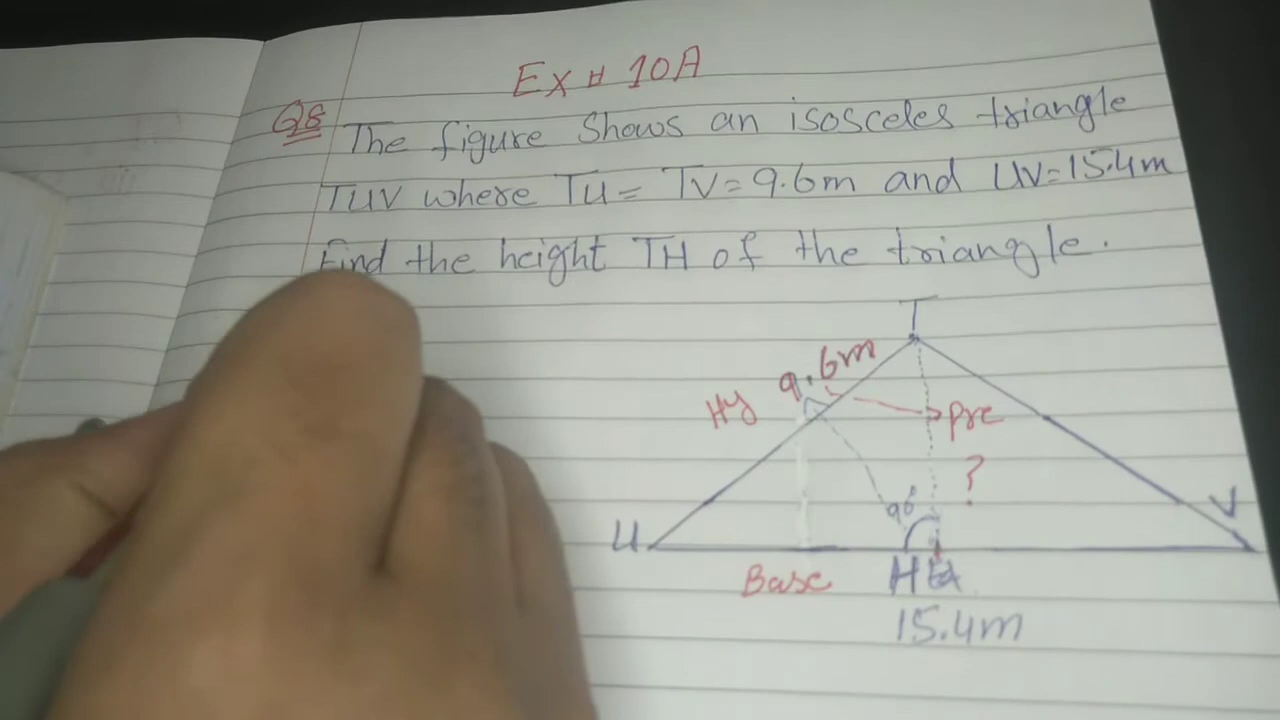 Ex # 10A
Q8
The figure Shows an isosceles triangle
TUV where TU = TV = 9.6m and UV=15.4m
Find the height TH of the triangle.
T
9.6m
Hy
?
90°
U
V
Base
H
15.4m